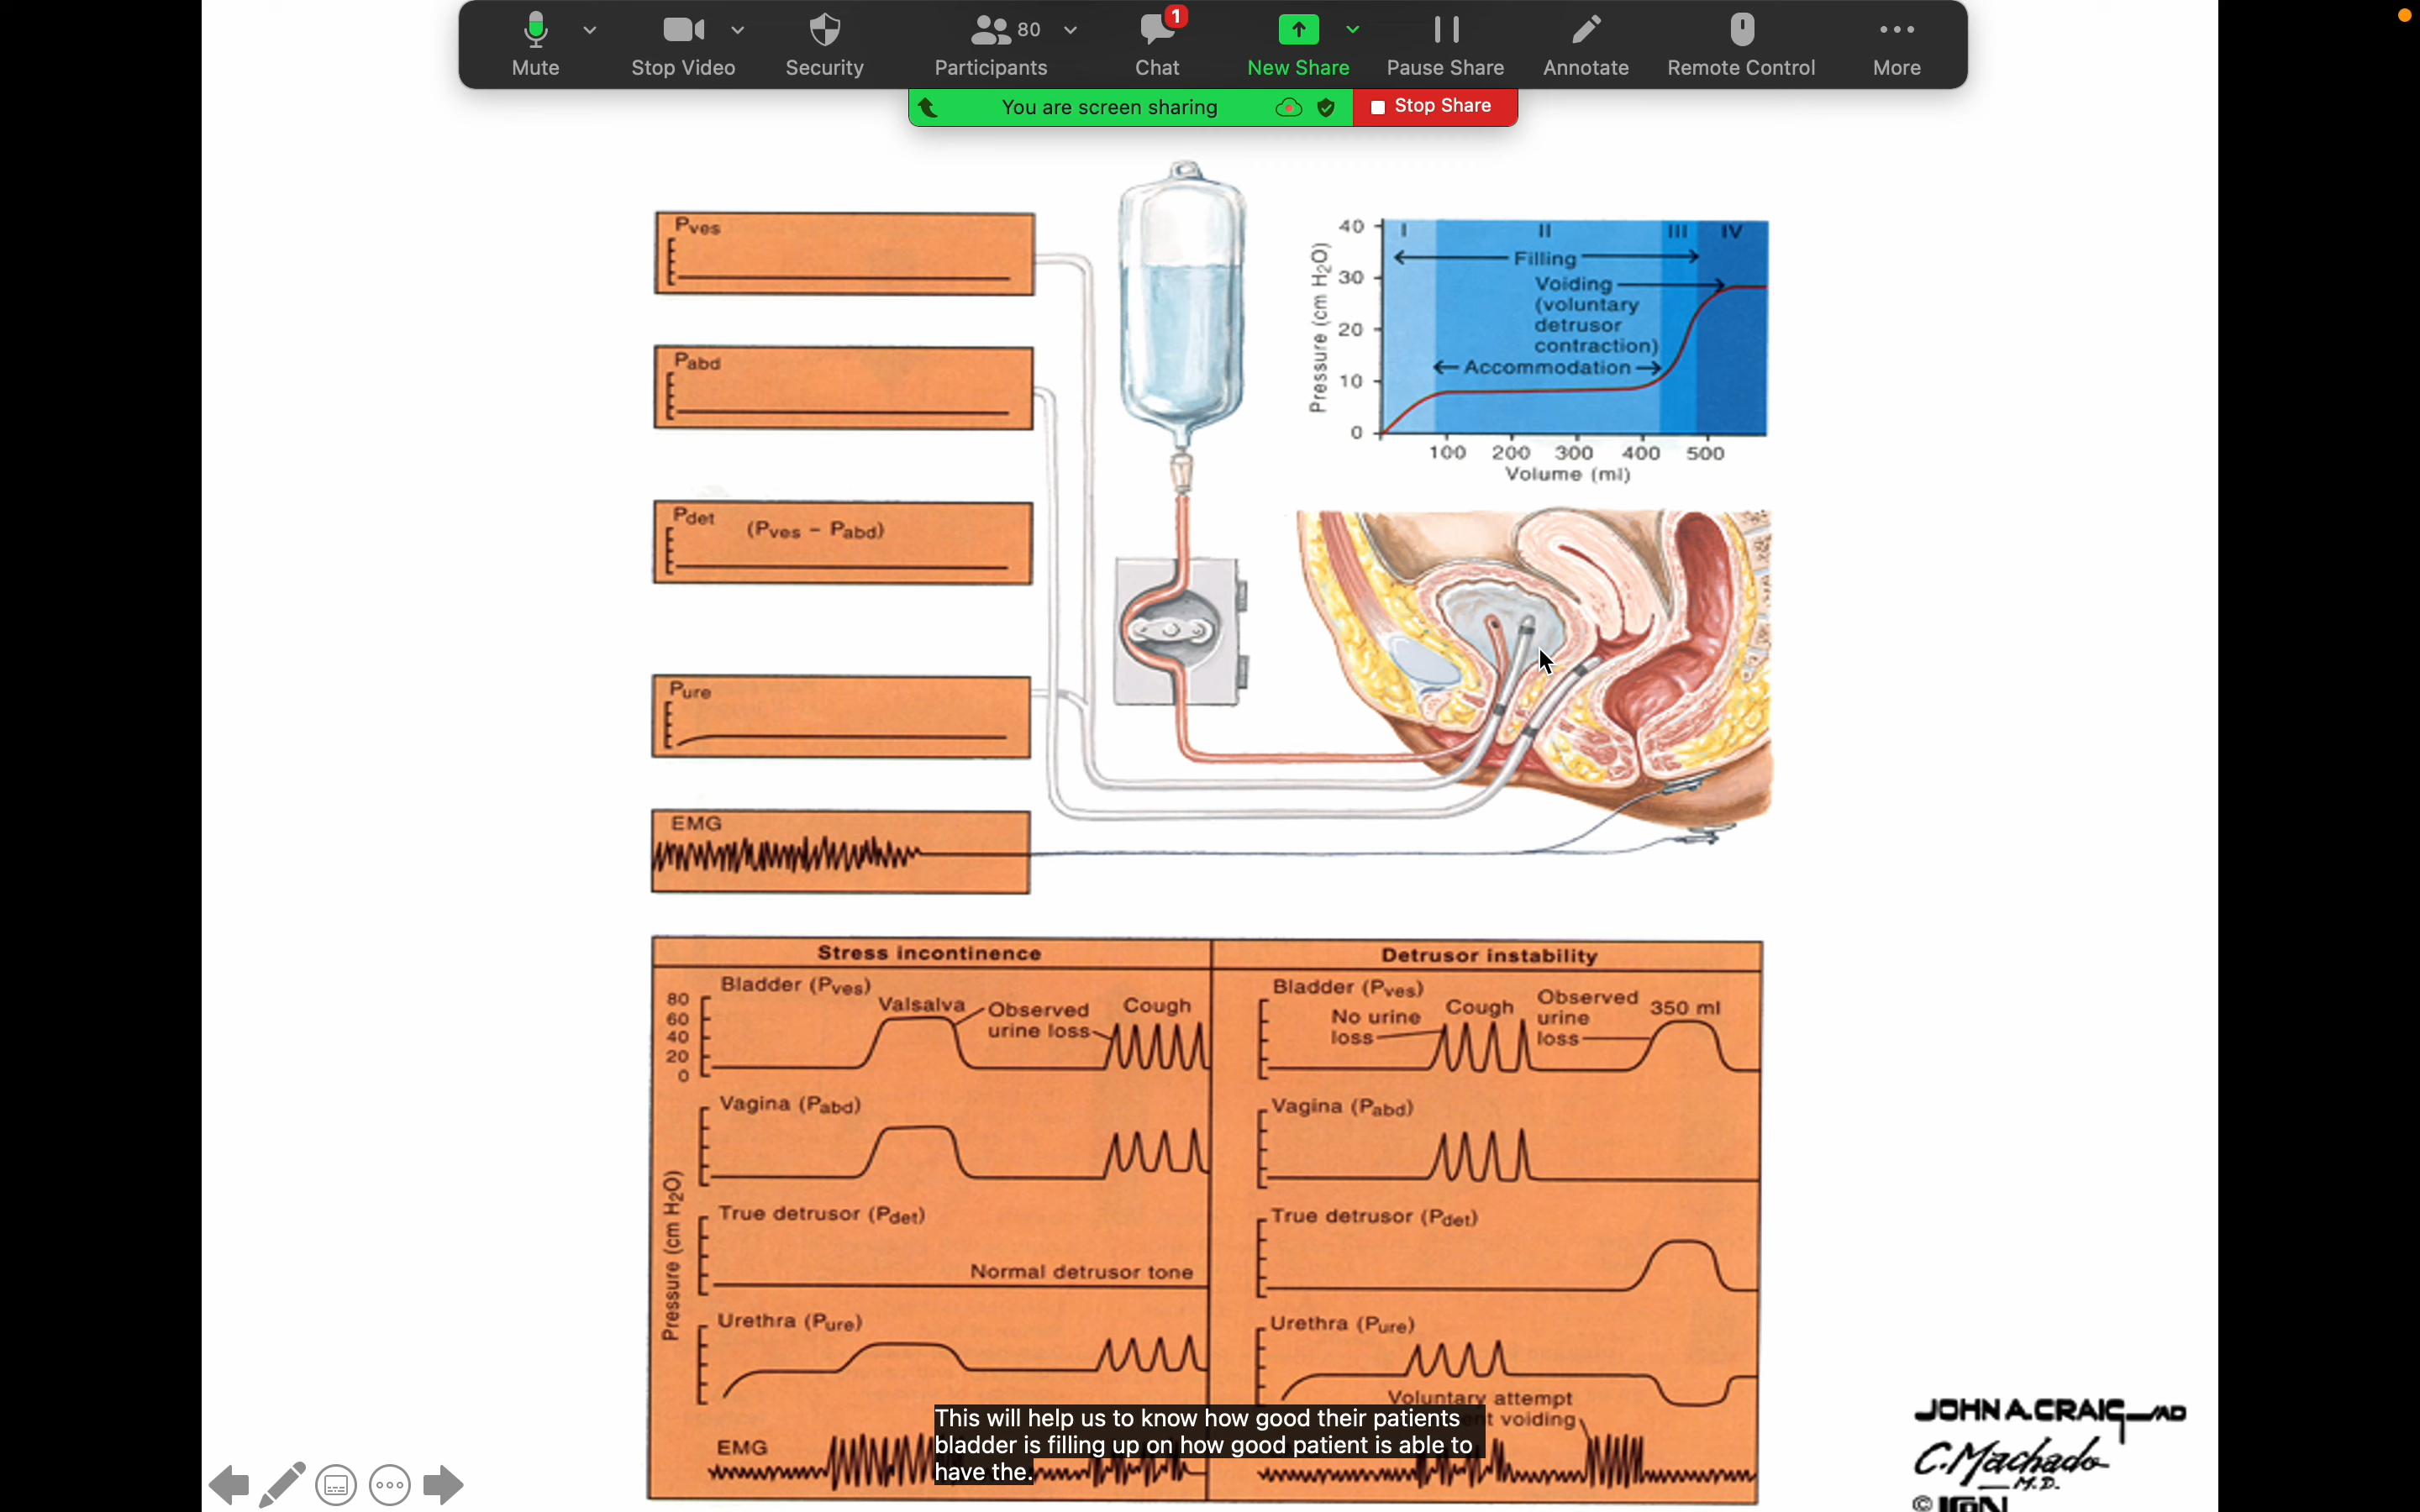 1
80
Mute
Stop Video
Security
Participants
Chat
New Share
Pause Share
Annotate
Remote Control
More
You are screen sharing
Stop Share
Pves
Pabd
Pdet (Pves – Pabd)
Pure
EMG
Pressure (cm H2O)
40
30
20
10
0
I II III IV
Filling
Voiding
(voluntary
detrusor
contraction)
Accommodation
100 200 300 400 500
Volume (ml)
Stress incontinence
Bladder (Pves)
80
60
40
20
0
Valsalva
Observed
urine loss
Cough
Vagina (Pabd)
True detrusor (Pdet)
Normal detrusor tone
Urethra (Pure)
EMG
Pressure (cm H2O)
Detrusor instability
Bladder (Pves)
No urine
loss
Cough
Observed
urine
loss
350 ml
Vagina (Pabd)
True detrusor (Pdet)
Urethra (Pure)
Voluntary attempt
voiding
This will help us to know how good their patients
bladder is filling up on how good patient is able to
have the.
JOHN A. CRAIG—MD
C. Machado
M.D.
©